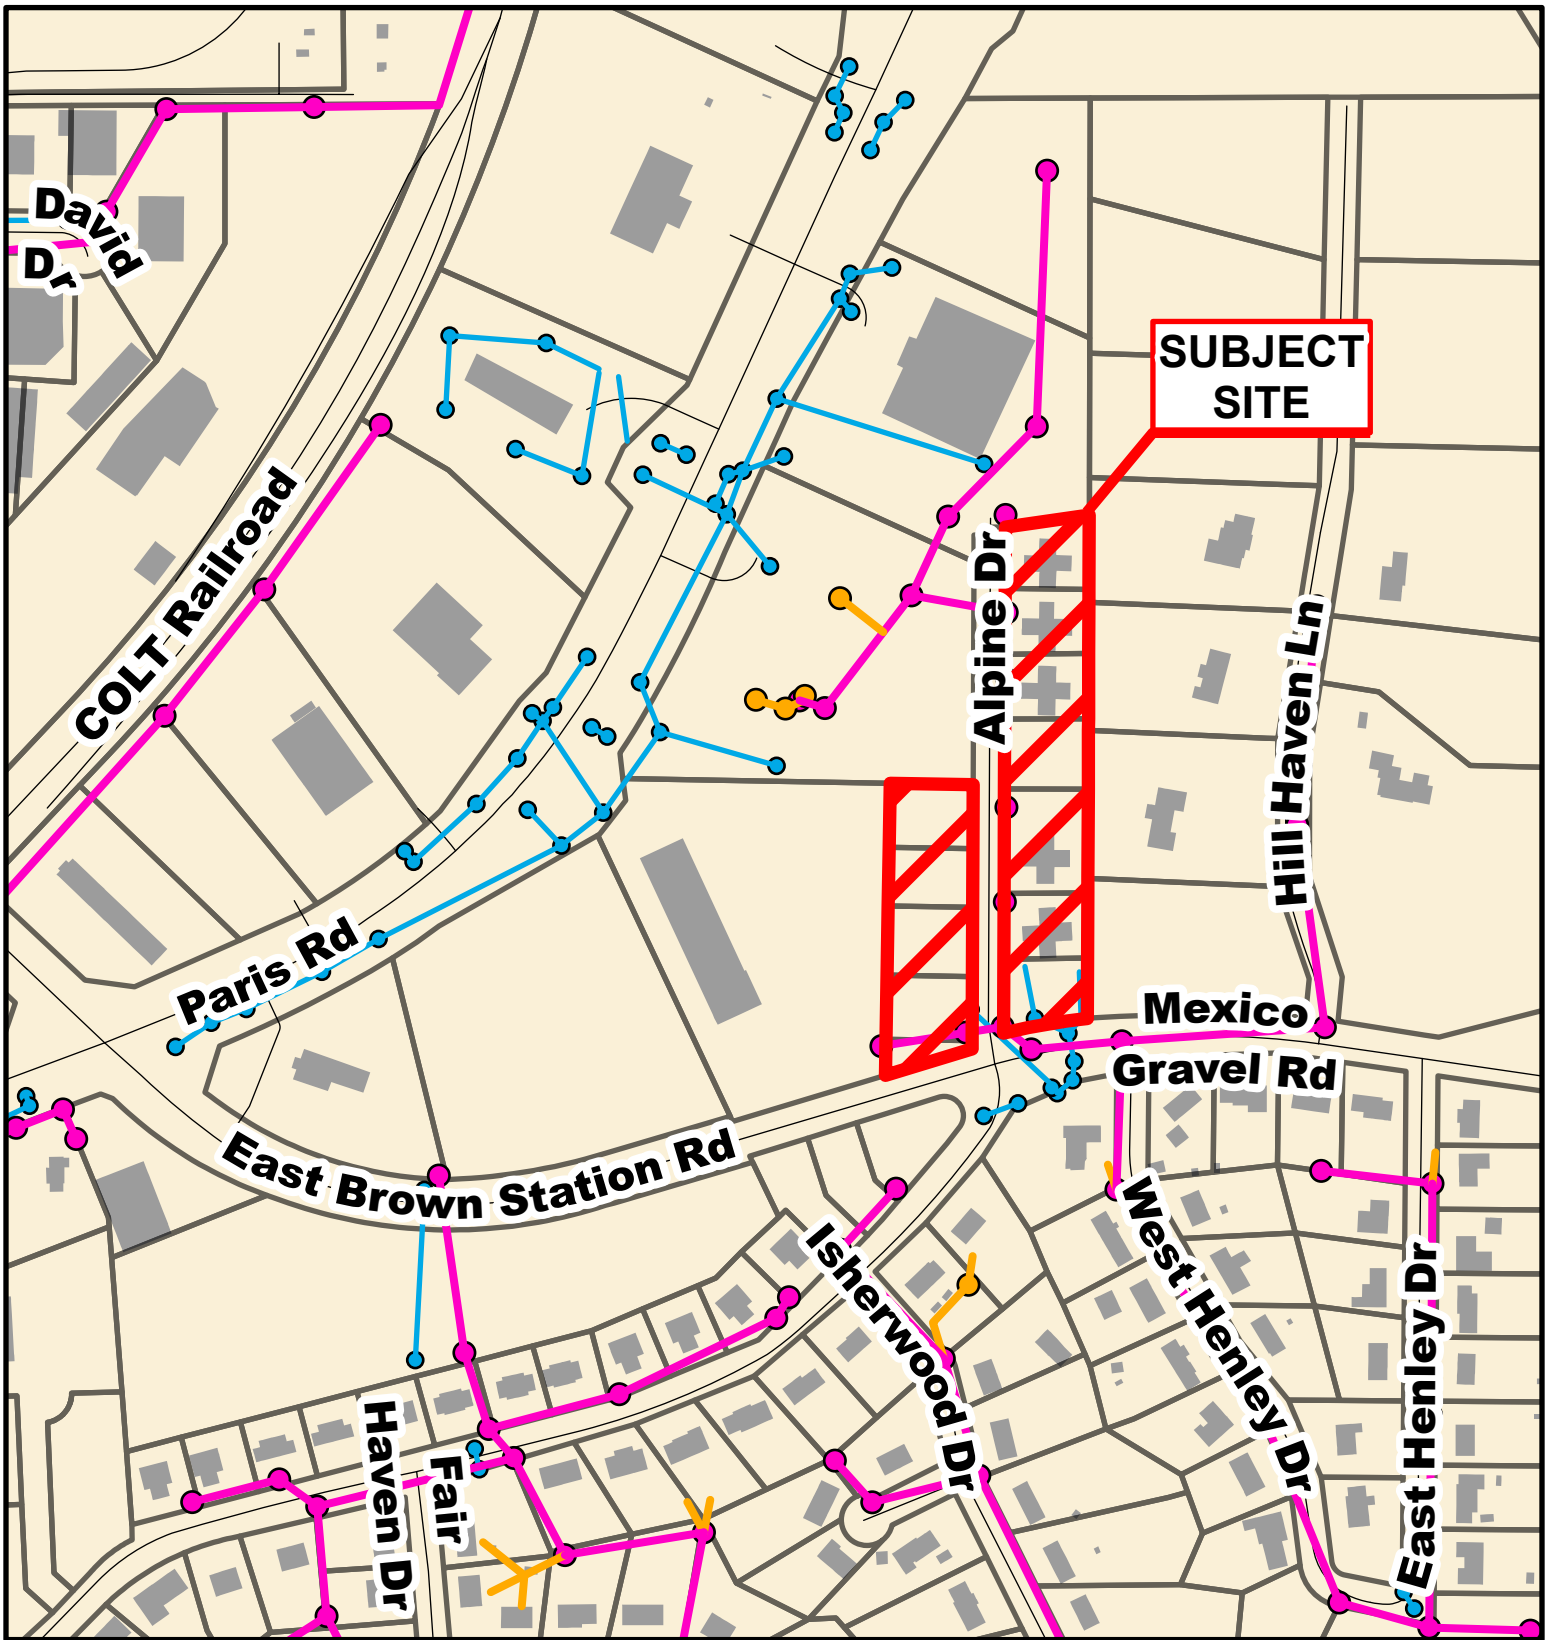 David
Dr
SUBJECT
SITE
COLT Railroad
Alpine Dr
Hill Haven Ln
Paris Rd
Mexico
Gravel Rd
East Brown Station Rd
Isherwood Dr
West Henley Dr
East Henley Dr
Haven Dr
Fair